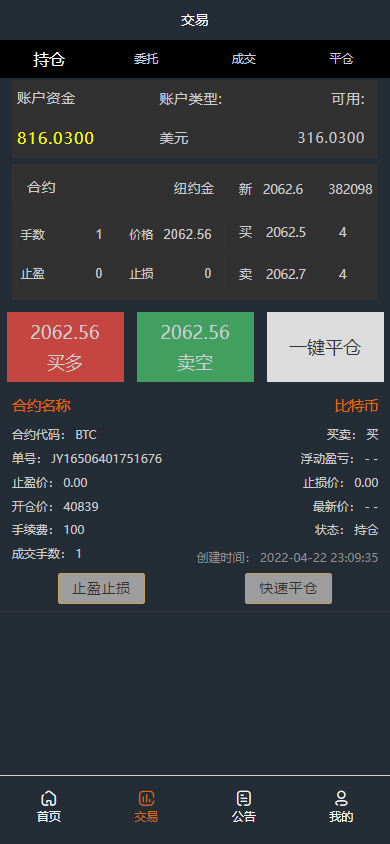 交易
持仓 委托 成交 平仓
账户资金 账户类型: 可用:
816.0300 美元 316.0300
合约 纽约金 新 2062.6 382098
手数 1 价格 2062.56 买 2062.5 4
止盈 0 止损 0 卖 2062.7 4
2062.56 2062.56
买多 卖空 一键平仓
合约名称 比特币
合约代码: BTC 买卖: 买
单号: JY16506401751676 浮动盈亏: - -
止盈价: 0.00 止损价: 0.00
开仓价: 40839 最新价: - -
手续费: 100 状态: 持仓
成交手数: 1 创建时间: 2022-04-22 23:09:35
止盈止损 快速平仓
首页 交易 公告 我的